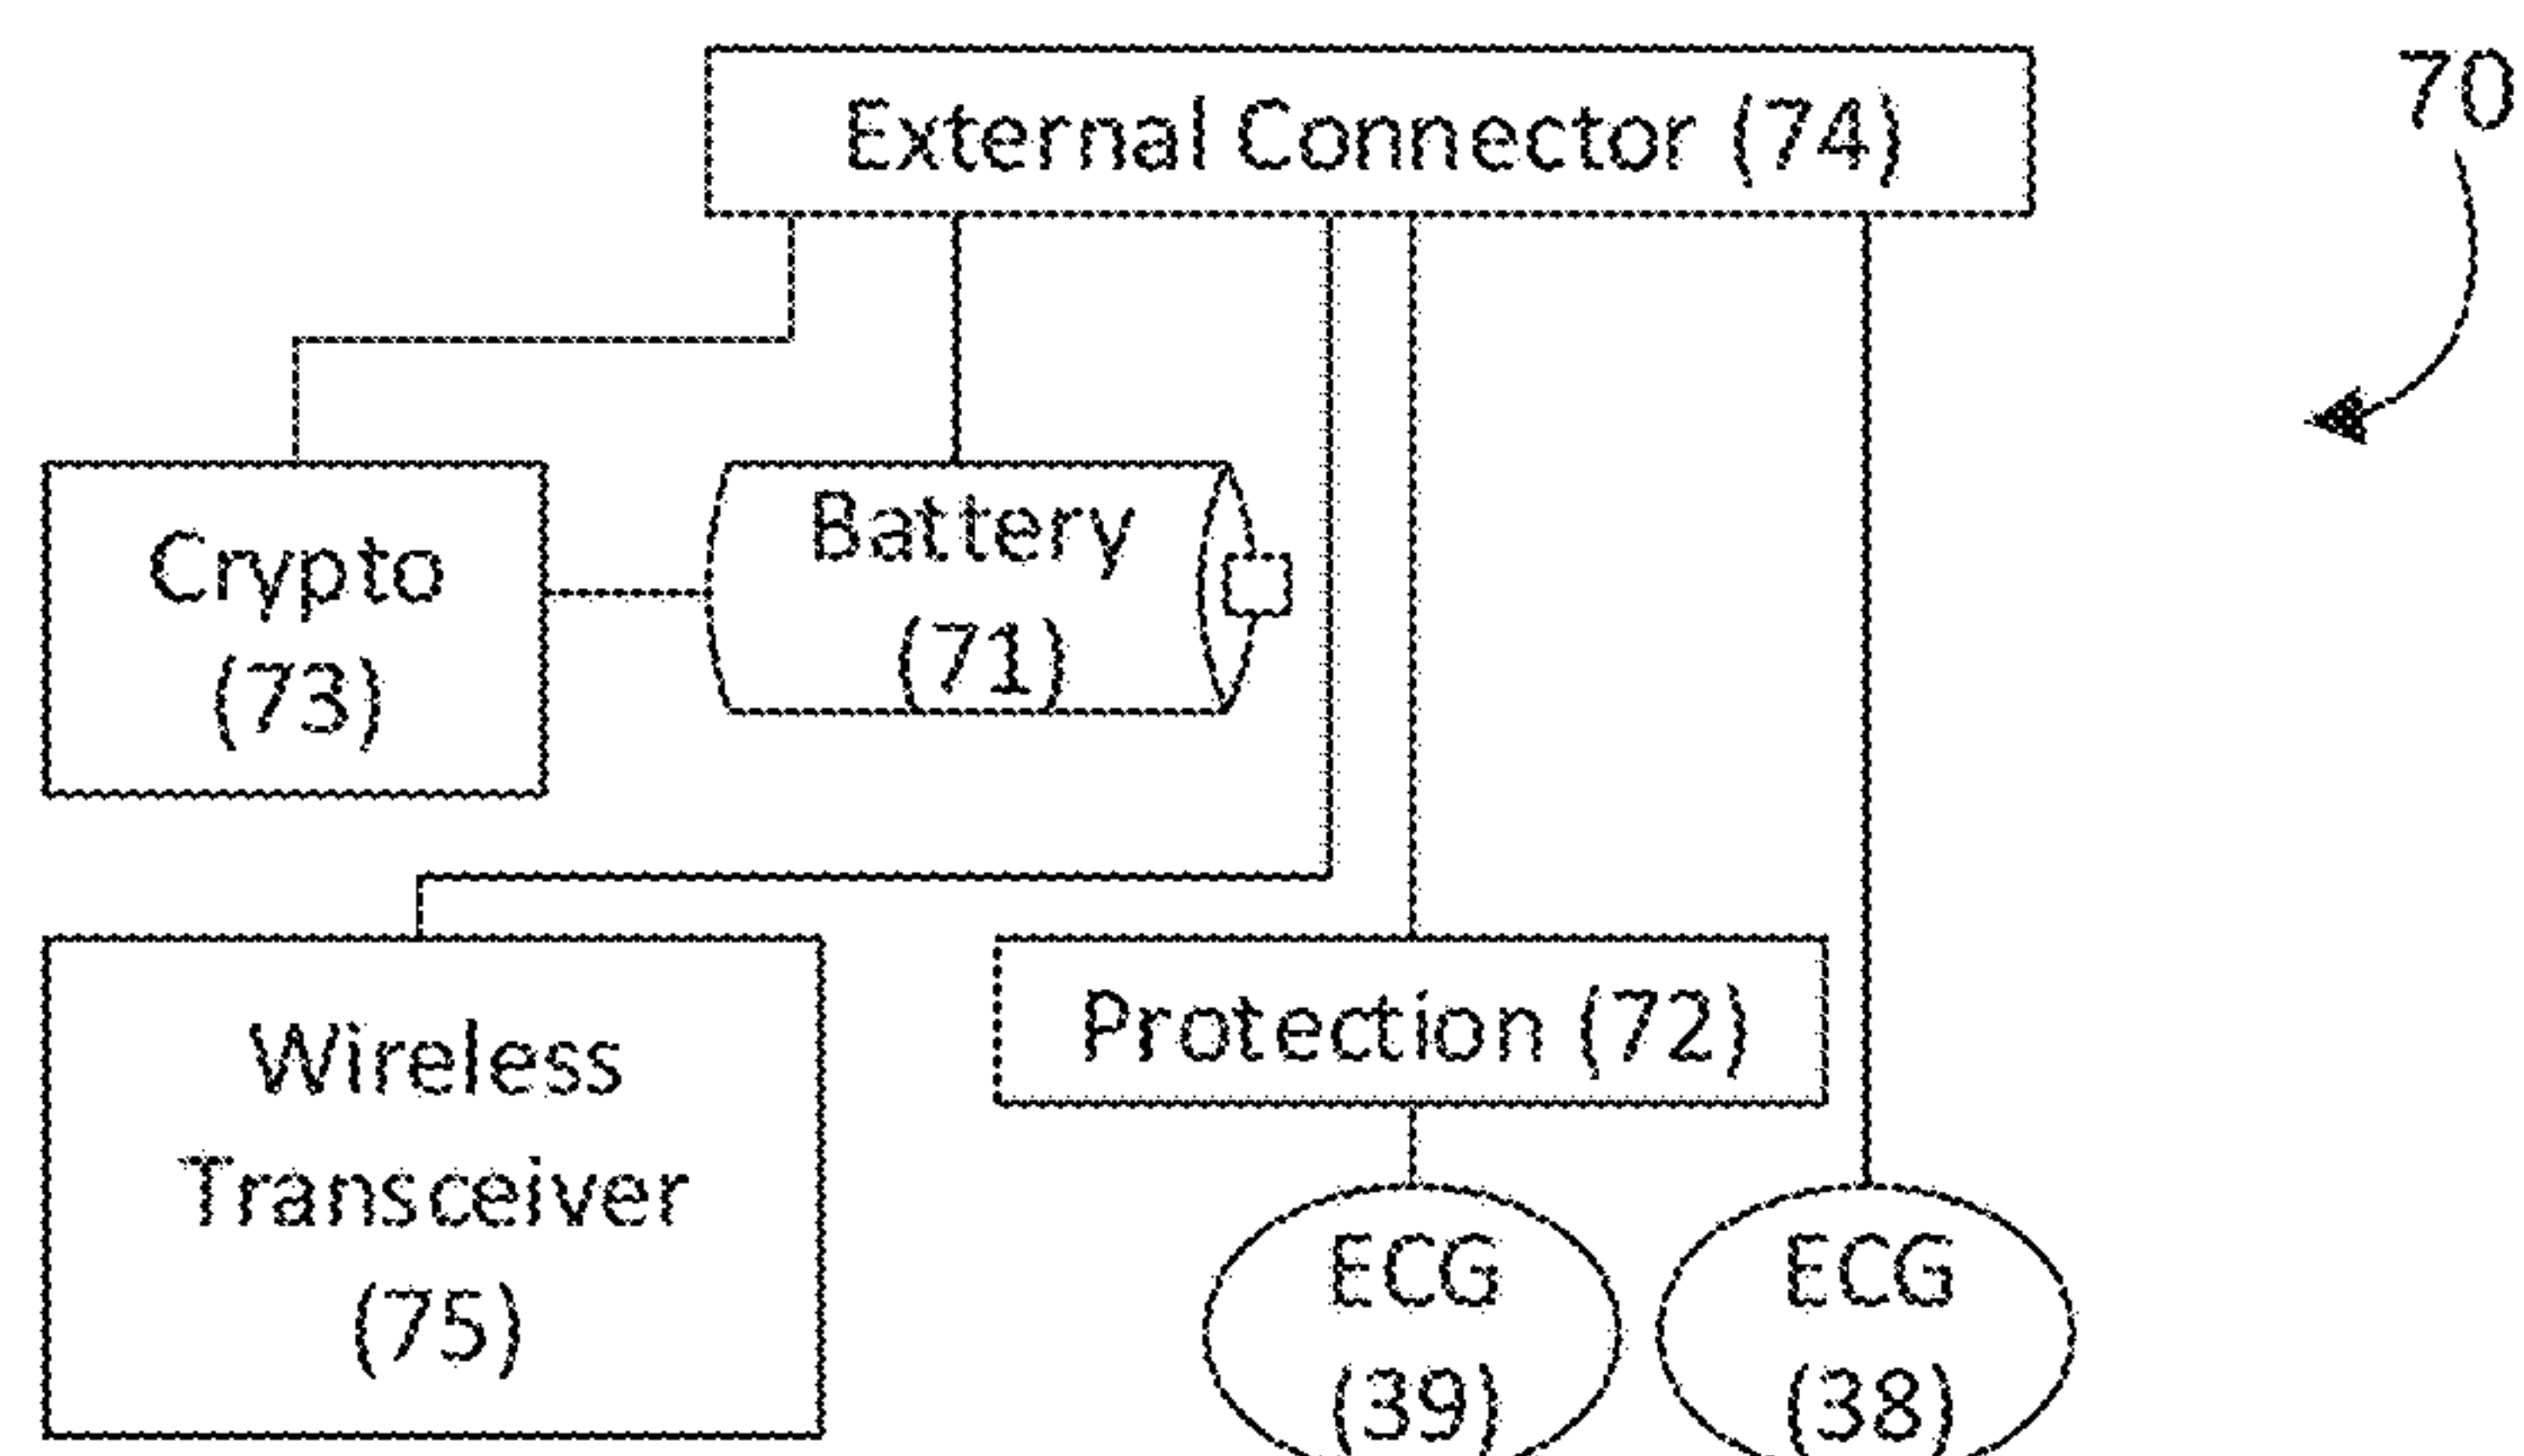 External Connector (74)
70
Crypto
(73)
Battery
(71)
Wireless
Transceiver
(75)
Protection (72)
ECG
(39)
ECG
(38)